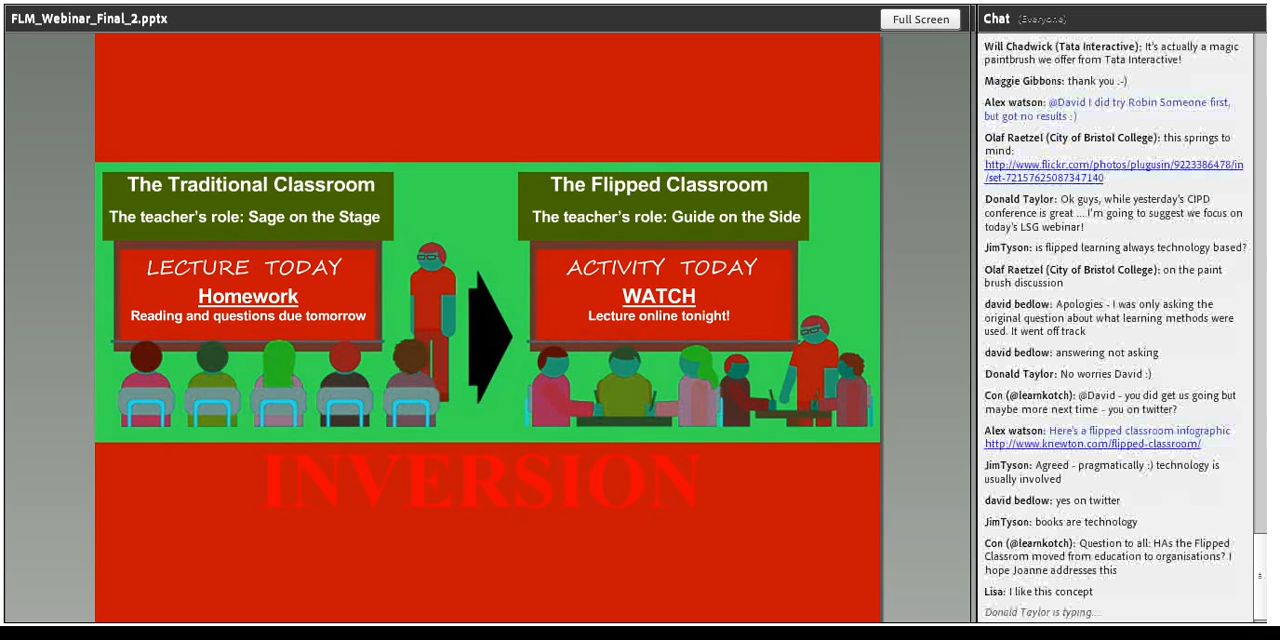 FLM_Webinar_Final_2.pptx
Full Screen
The Traditional Classroom
The teacher's role: Sage on the Stage
LECTURE TODAY
Homework
Reading and questions due tomorrow
The Flipped Classroom
The teacher's role: Guide on the Side
ACTIVITY TODAY
WATCH
Lecture online tonight!
INVERSION
Chat (Everyone)
Will Chadwick (Tata Interactive): It's actually a magic
paintbrush we offer from Tata Interactive!
Maggie Gibbons: thank you :-)
Alex watson: @David I did try Robin Someone first,
but got no results :)
Olaf Raetzel (City of Bristol College): this springs to
mind:
http://www.flickr.com/photos/plugusin/9223386478/in
/set-72157625087347140
Donald Taylor: Ok guys, while yesterday's CIPD
conference is great ... I'm going to suggest we focus on
today's LSG webinar!
JimTyson: is flipped learning always technology based?
Olaf Raetzel (City of Bristol College): on the paint
brush discussion
david bedlow: Apologies - I was only asking the
original question about what learning methods were
used. It went off track
david bedlow: answering not asking
Donald Taylor: No worries David :)
Con (@learnkotch): @David - you did get us going but
maybe more next time - you on twitter?
Alex watson: Here's a flipped classroom infographic
http://www.knewton.com/flipped-classroom/
JimTyson: Agreed - pragmatically :) technology is
usually involved
david bedlow: yes on twitter
JimTyson: books are technology
Con (@learnkotch): Question to all: HAs the Flipped
Classrom moved from education to organisations? I
hope Joanne addresses this
Lisa: I like this concept
Donald Taylor is typing...